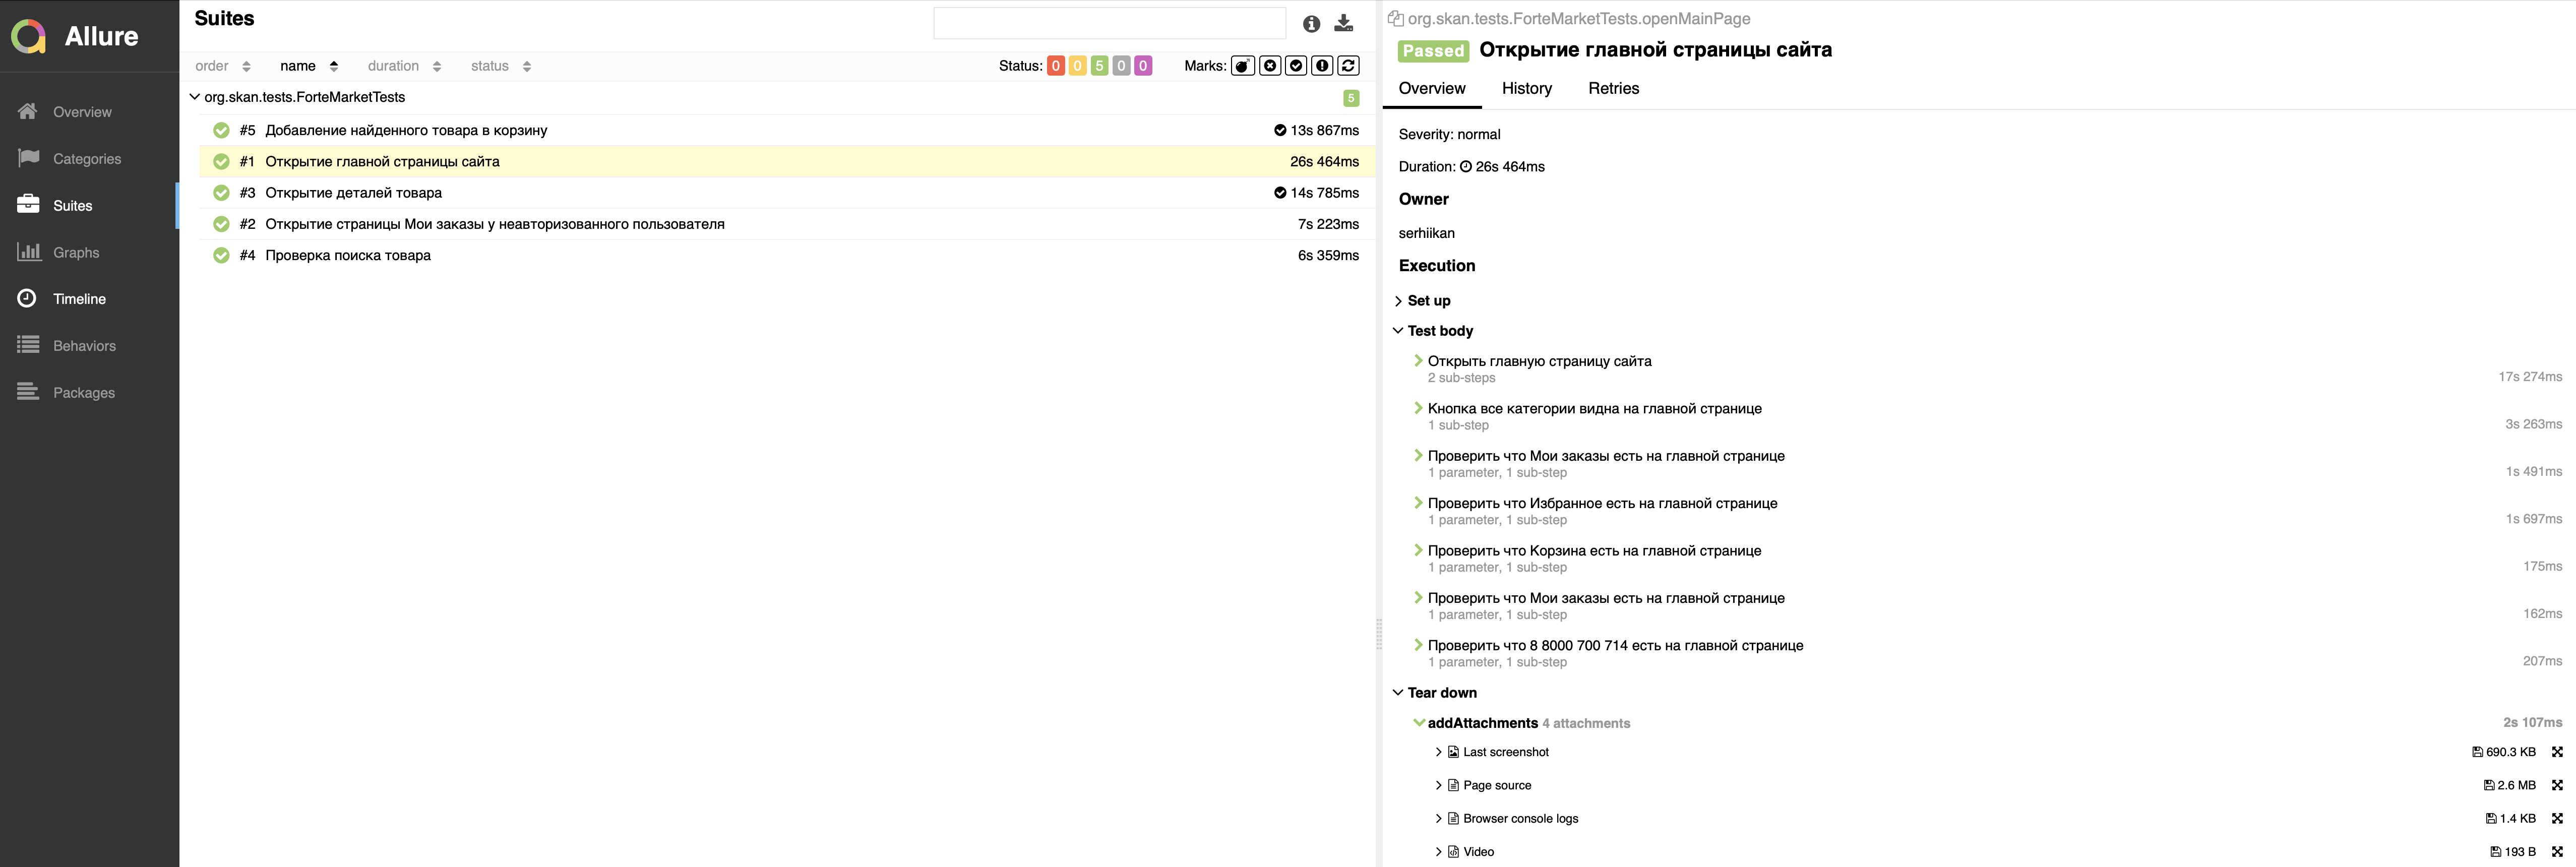 Allure
Overview
Categories
Suites
Graphs
Timeline
Behaviors
Packages
Suites
order name duration status Status: 0 0 5 0 0 Marks:
org.skan.tests.ForteMarketTests 5
#5 Добавление найденного товара в корзину 13s 867ms
#1 Открытие главной страницы сайта 26s 464ms
#3 Открытие деталей товара 14s 785ms
#2 Открытие страницы Мои заказы у неавторизованного пользователя 7s 223ms
#4 Проверка поиска товара 6s 359ms
org.skan.tests.ForteMarketTests.openMainPage
Passed Открытие главной страницы сайта
Overview History Retries
Severity: normal
Duration: 26s 464ms
Owner
serhiikan
Execution
Set up
Test body
Открыть главную страницу сайта
2 sub-steps 17s 274ms
Кнопка все категории видна на главной странице
1 sub-step 3s 263ms
Проверить что Мои заказы есть на главной странице
1 parameter, 1 sub-step 1s 491ms
Проверить что Избранное есть на главной странице
1 parameter, 1 sub-step 1s 697ms
Проверить что Корзина есть на главной странице
1 parameter, 1 sub-step 175ms
Проверить что Мои заказы есть на главной странице
1 parameter, 1 sub-step 162ms
Проверить что 8 8000 700 714 есть на главной странице
1 parameter, 1 sub-step 207ms
Tear down
addAttachments 4 attachments 2s 107ms
Last screenshot 690.3 KB
Page source 2.6 MB
Browser console logs 1.4 KB
Video 193 B